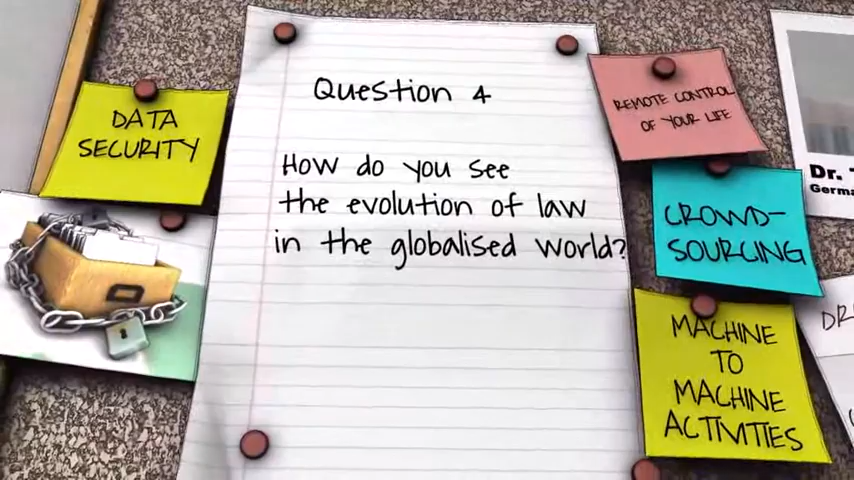 DATA
SECURITY
Question 4
How do you see
the evolution of law
in the globalised world?
REMOTE CONTROL
OF YOUR LIFE
CROWD-
SOURCING
MACHINE
TO
MACHINE
ACTIVITIES
Dr.